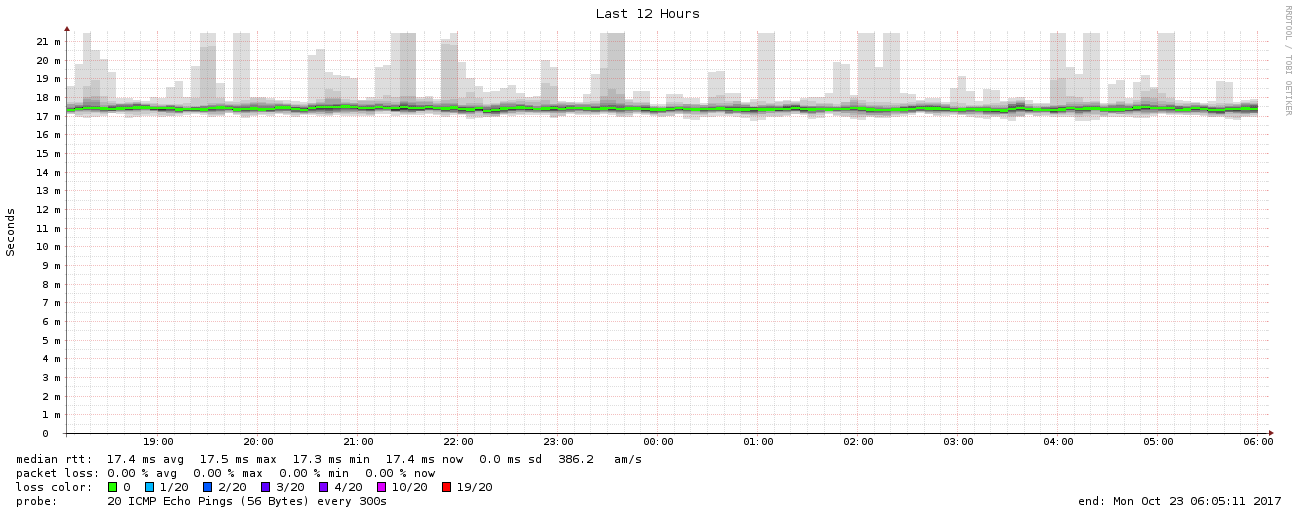 Last 12 Hours
RRDTOOL / TOBI OETIKER
Seconds
21 m
20 m
19 m
18 m
17 m
16 m
15 m
14 m
13 m
12 m
11 m
10 m
9 m
8 m
7 m
6 m
5 m
4 m
3 m
2 m
1 m
0
19:00 20:00 21:00 22:00 23:00 00:00 01:00 02:00 03:00 04:00 05:00 06:00
median rtt: 17.4 ms avg 17.5 ms max 17.3 ms min 17.4 ms now 0.0 ms sd 386.2 am/s
packet loss: 0.00 % avg 0.00 % max 0.00 % min 0.00 % now
loss color: 0 1/20 2/20 3/20 4/20 10/20 19/20
probe: 20 ICMP Echo Pings (56 Bytes) every 300s end: Mon Oct 23 06:05:11 2017